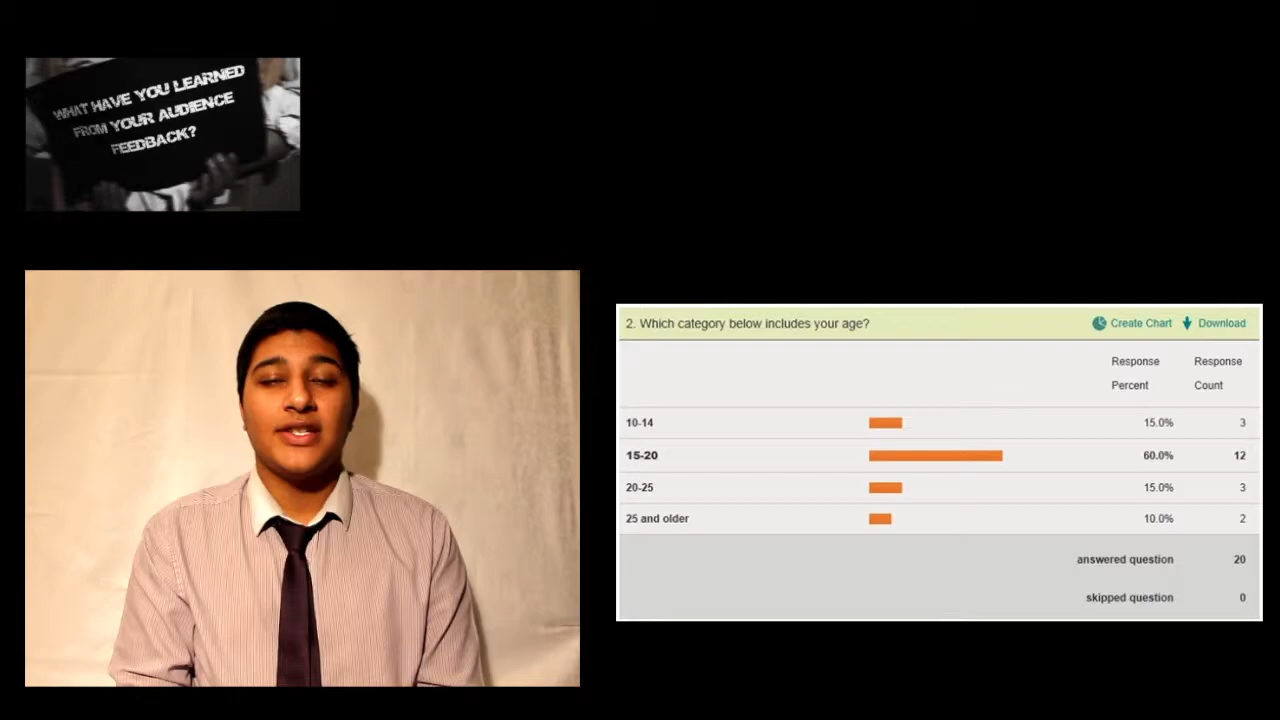 WHAT HAVE YOU LEARNED
FROM YOUR AUDIENCE
FEEDBACK?
2. Which category below includes your age? Create Chart Download
Response Response
Percent Count
10-14 15.0% 3
15-20 60.0% 12
20-25 15.0% 3
25 and older 10.0% 2
answered question 20
skipped question 0